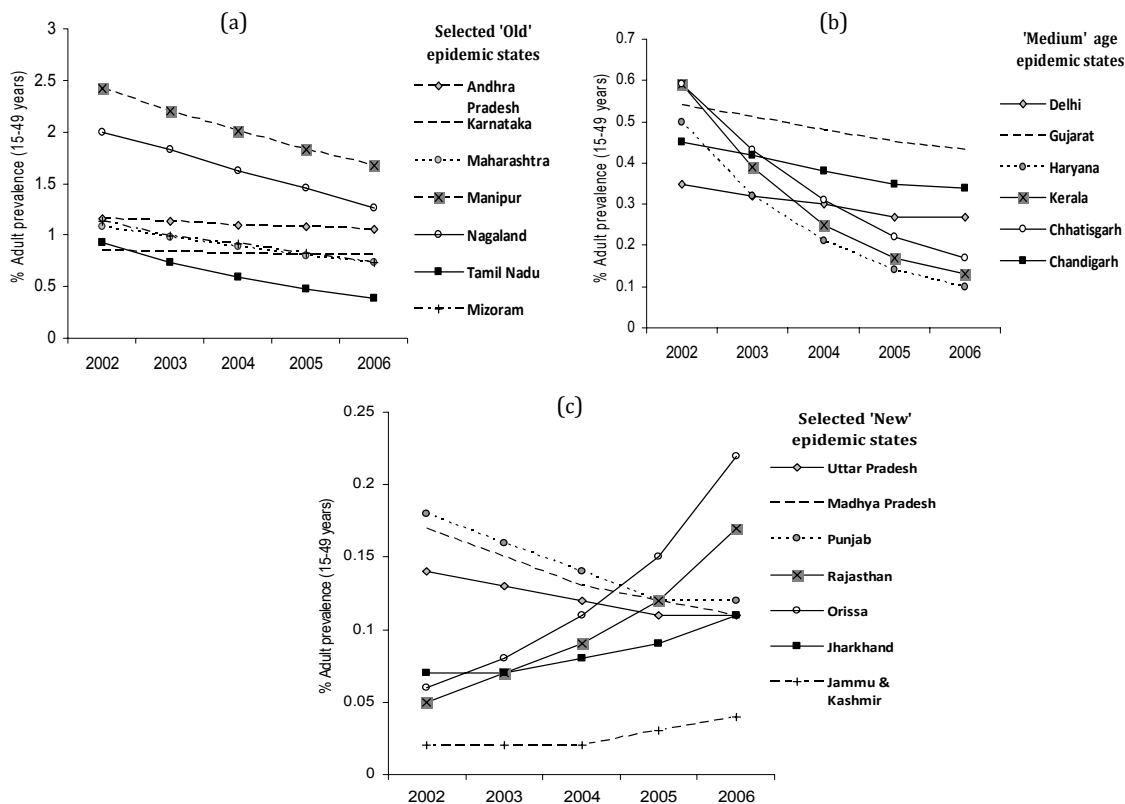 (a)
Selected 'Old'
epidemic states
% Adult prevalence (15-49 years)
3
2.5
2
1.5
1
0.5
0
2002 2003 2004 2005 2006
Andhra
Pradesh
Karnataka
Maharashtra
Manipur
Nagaland
Tamil Nadu
Mizoram
(b)
'Medium' age
epidemic states
% Adult prevalence (15-49 years)
0.7
0.6
0.5
0.4
0.3
0.2
0.1
0
2002 2003 2004 2005 2006
Delhi
Gujarat
Haryana
Kerala
Chhatisgarh
Chandigarh
(c)
Selected 'New'
epidemic states
% Adult prevalence (15-49 years)
0.25
0.2
0.15
0.1
0.05
0
2002 2003 2004 2005 2006
Uttar Pradesh
Madhya Pradesh
Punjab
Rajasthan
Orissa
Jharkhand
Jammu &
Kashmir